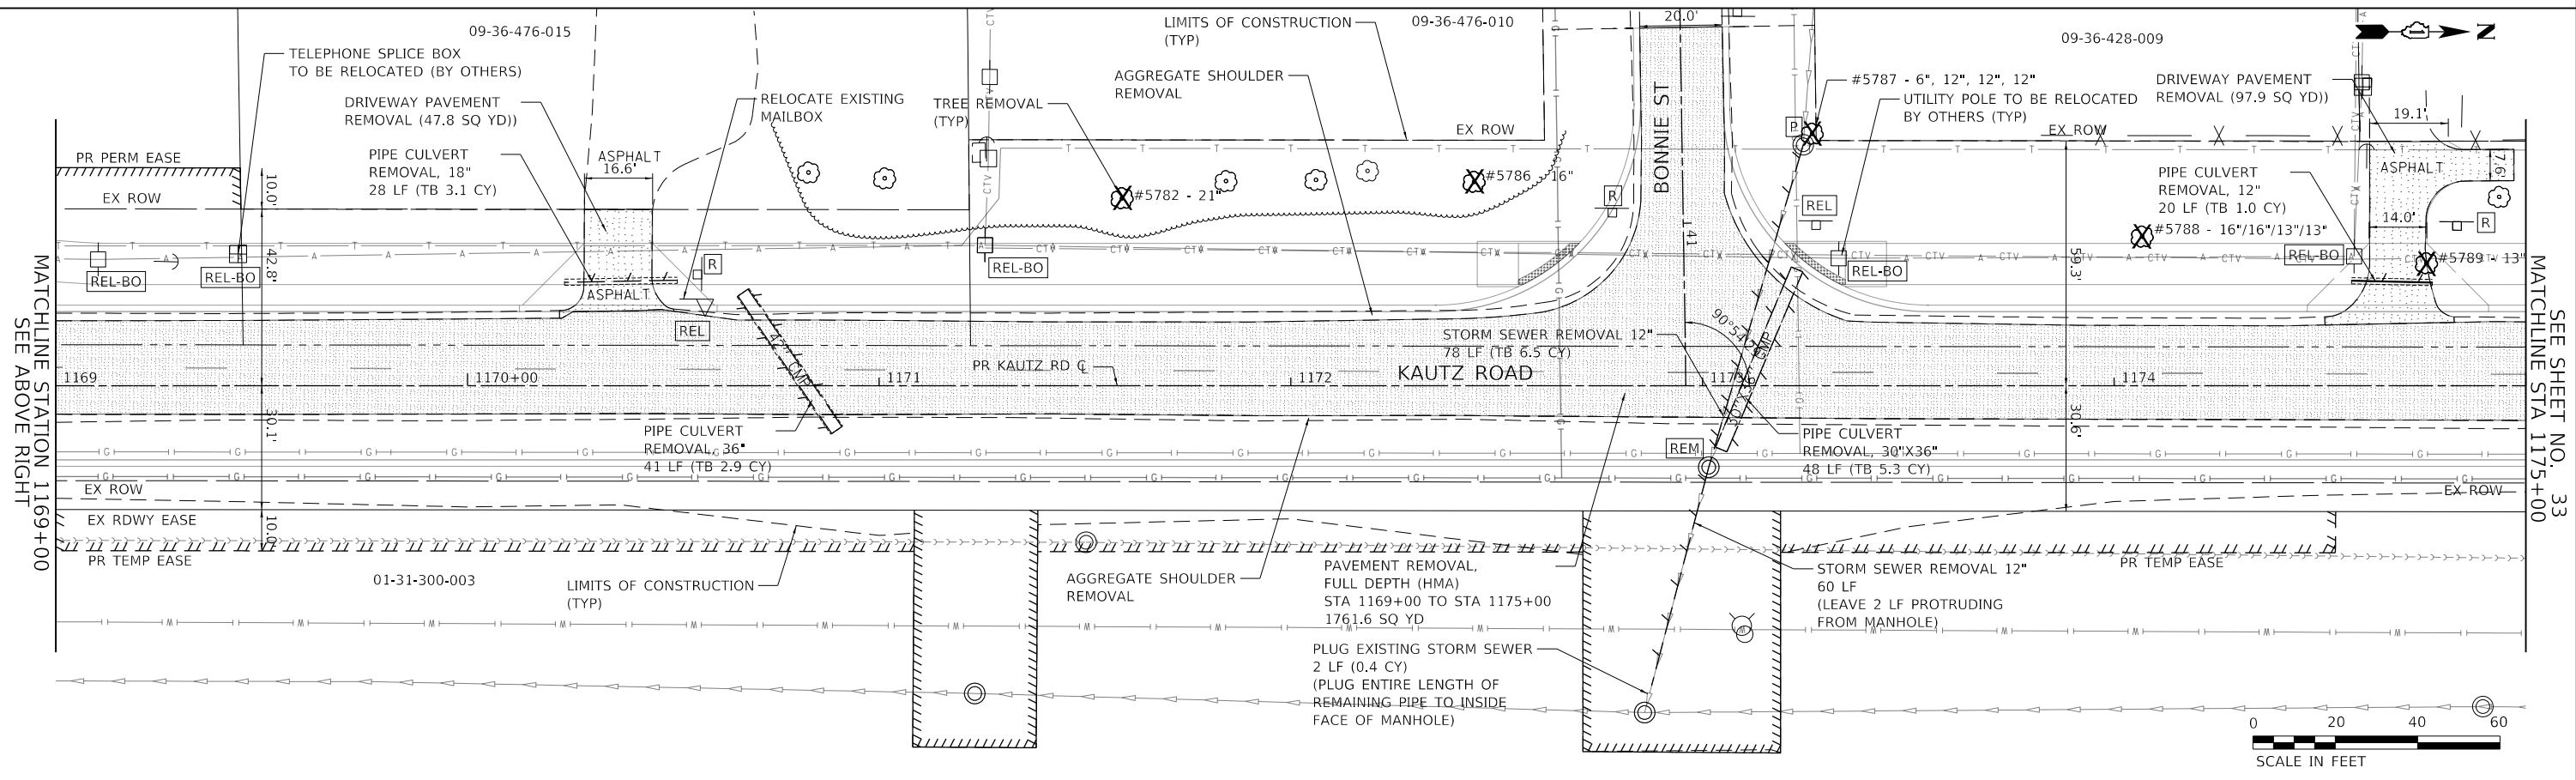 09-36-476-015
TELEPHONE SPLICE BOX
TO BE RELOCATED (BY OTHERS)
DRIVEWAY PAVEMENT
REMOVAL (47.8 SQ YD))
PIPE CULVERT
REMOVAL, 18"
28 LF (TB 3.1 CY)
ASPHALT
16.6'
RELOCATE EXISTING
MAILBOX
TREE REMOVAL
(TYP)
LIMITS OF CONSTRUCTION
(TYP)
09-36-476-010
AGGREGATE SHOULDER
REMOVAL
EX ROW
20.0'
BONNIE ST
#5787 - 6", 12", 12", 12"
UTILITY POLE TO BE RELOCATED
BY OTHERS (TYP)
09-36-428-009
DRIVEWAY PAVEMENT
REMOVAL (97.9 SQ YD))
N
19.1'
EX ROW
ASPHALT
7.6'
PIPE CULVERT
REMOVAL, 12"
20 LF (TB 1.0 CY)
14.0'
R
#5788 - 16"/16"/13"/13"
REL-BO
#5789 - 13"
PR PERM EASE
10.0'
EX ROW
42.8'
REL-BO
REL-BO
ASPHALT
R
REL
REL-BO
#5782 - 21"
#5786 - 16"
R
P
REL
REL-BO
41
59.3'
MATCHLINE STATION 1169+00
SEE ABOVE RIGHT
SEE SHEET NO. 33
MATCHLINE STA 1175+00
1169
1170+00
1171
PR KAUTZ RD ℄
1172
KAUTZ ROAD
1173
1174
STORM SEWER REMOVAL 12"
78 LF (TB 6.5 CY)
30.1'
30.6'
PIPE CULVERT
REMOVAL, 36"
41 LF (TB 2.9 CY)
REM
PIPE CULVERT
REMOVAL, 30"X36"
48 LF (TB 5.3 CY)
EX ROW
EX ROW
EX RDWY EASE
10.0'
PR TEMP EASE
01-31-300-003
LIMITS OF CONSTRUCTION
(TYP)
AGGREGATE SHOULDER
REMOVAL
PAVEMENT REMOVAL,
FULL DEPTH (HMA)
STA 1169+00 TO STA 1175+00
1761.6 SQ YD
STORM SEWER REMOVAL 12"
60 LF
(LEAVE 2 LF PROTRUDING
FROM MANHOLE)
PR TEMP EASE
PLUG EXISTING STORM SEWER
2 LF (0.4 CY)
(PLUG ENTIRE LENGTH OF
REMAINING PIPE TO INSIDE
FACE OF MANHOLE)
0 20 40 60
SCALE IN FEET